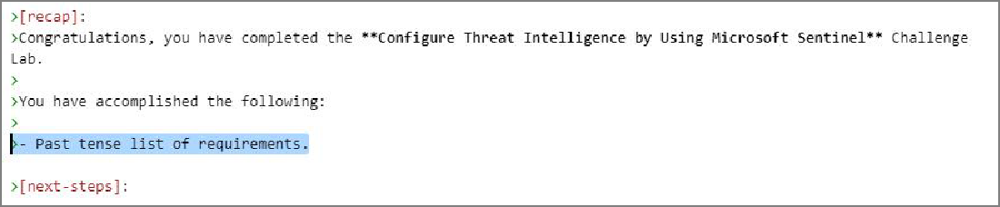 >[recap]:
>Congratulations, you have completed the **Configure Threat Intelligence by Using Microsoft Sentinel** Challenge
Lab.
>
>You have accomplished the following:
>
>- Past tense list of requirements.
>[next-steps]: